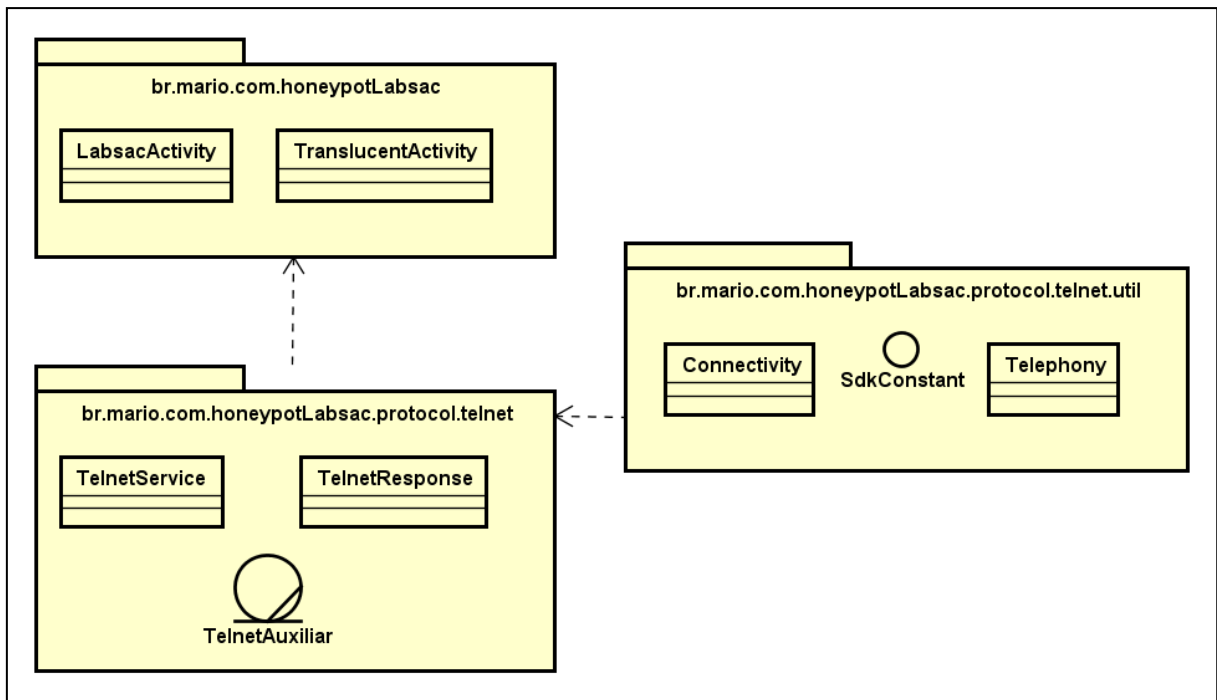 br.mario.com.honeypotLabsac
LabsacActivity
TranslucentActivity
br.mario.com.honeypotLabsac.protocol.telnet.util
Connectivity
SdkConstant
Telephony
br.mario.com.honeypotLabsac.protocol.telnet
TelnetService
TelnetResponse
TelnetAuxiliar